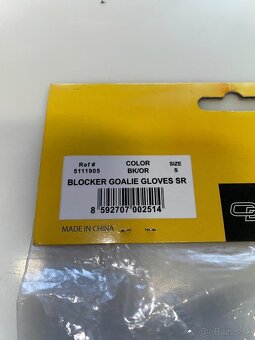 Ref # COLOR SIZE
5111905 BK/OR S
BLOCKER GOALIE GLOVES SR
8 592707 002514
MADE IN CHINA